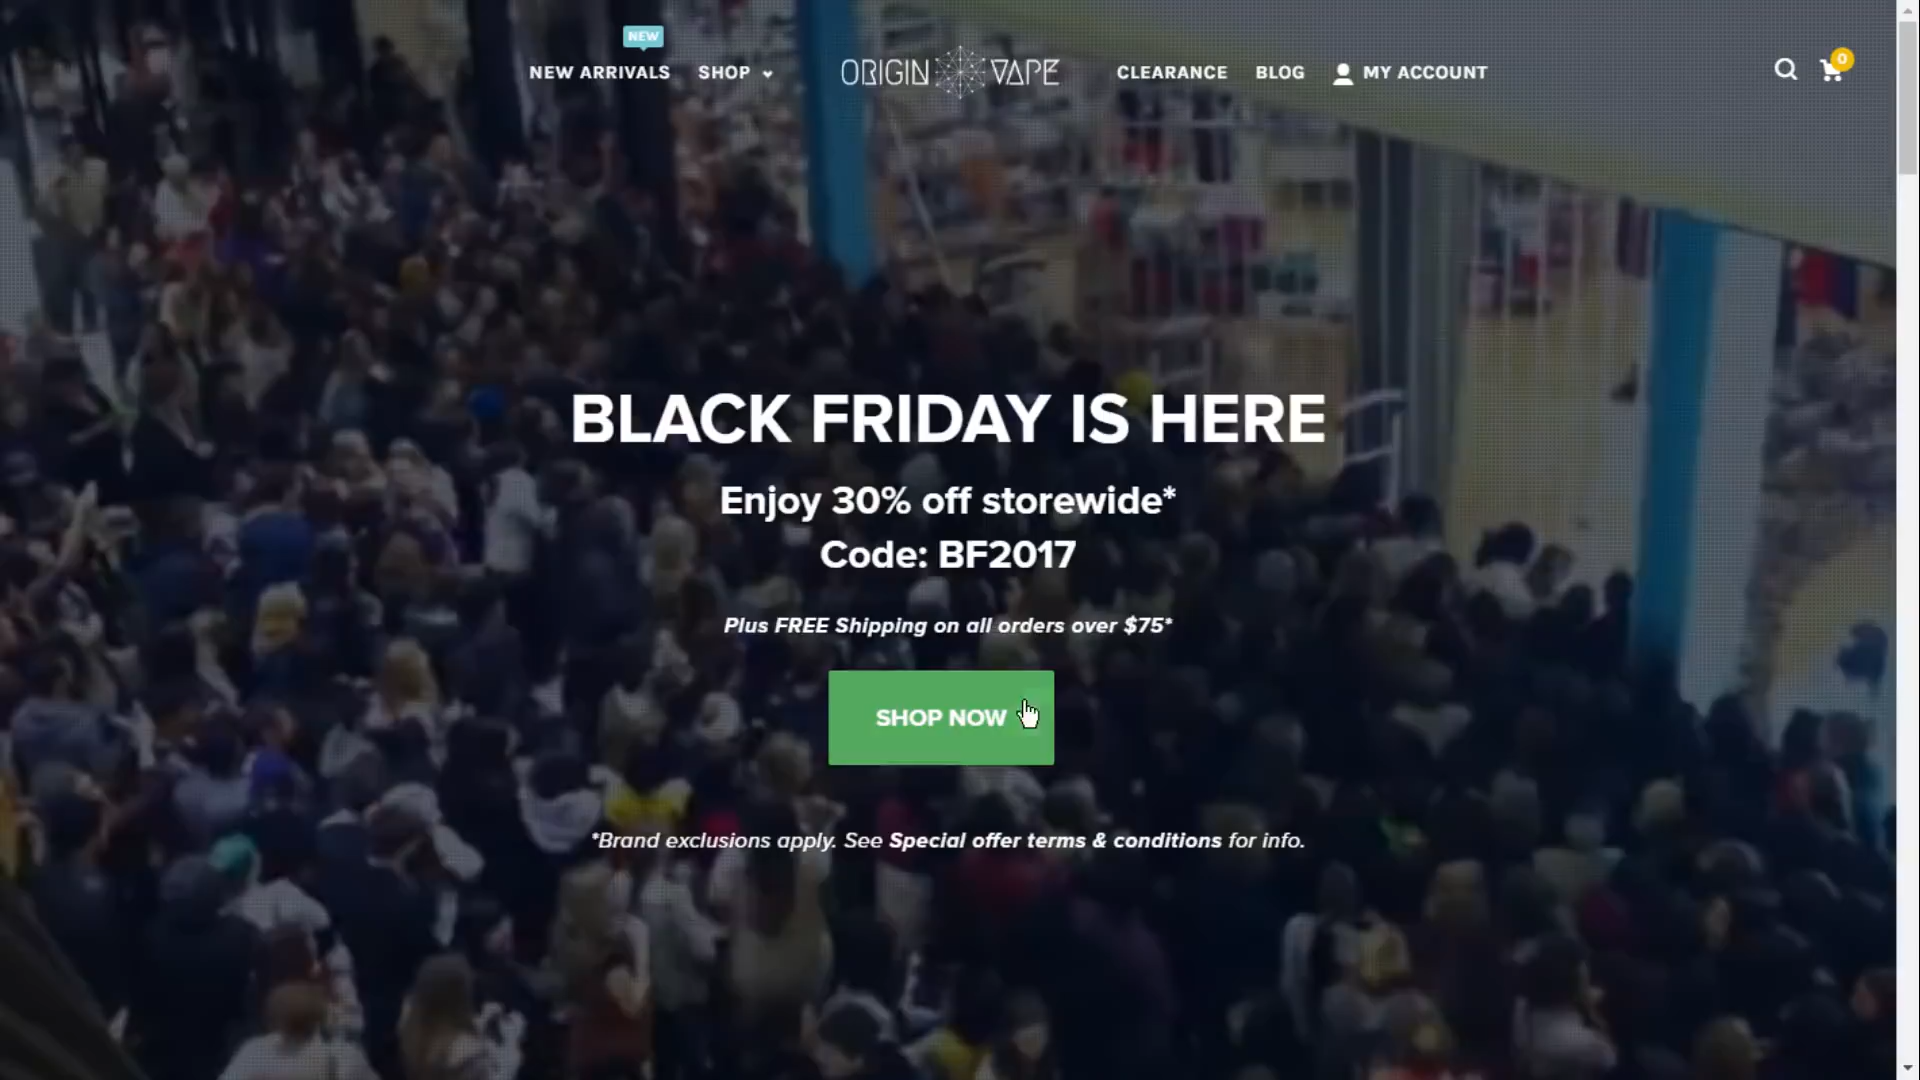 NEW
NEW ARRIVALS SHOP ORIGIN VAPE CLEARANCE BLOG MY ACCOUNT 0
BLACK FRIDAY IS HERE
Enjoy 30% off storewide*
Code: BF2017
Plus FREE Shipping on all orders over $75*
SHOP NOW
*Brand exclusions apply. See Special offer terms & conditions for info.